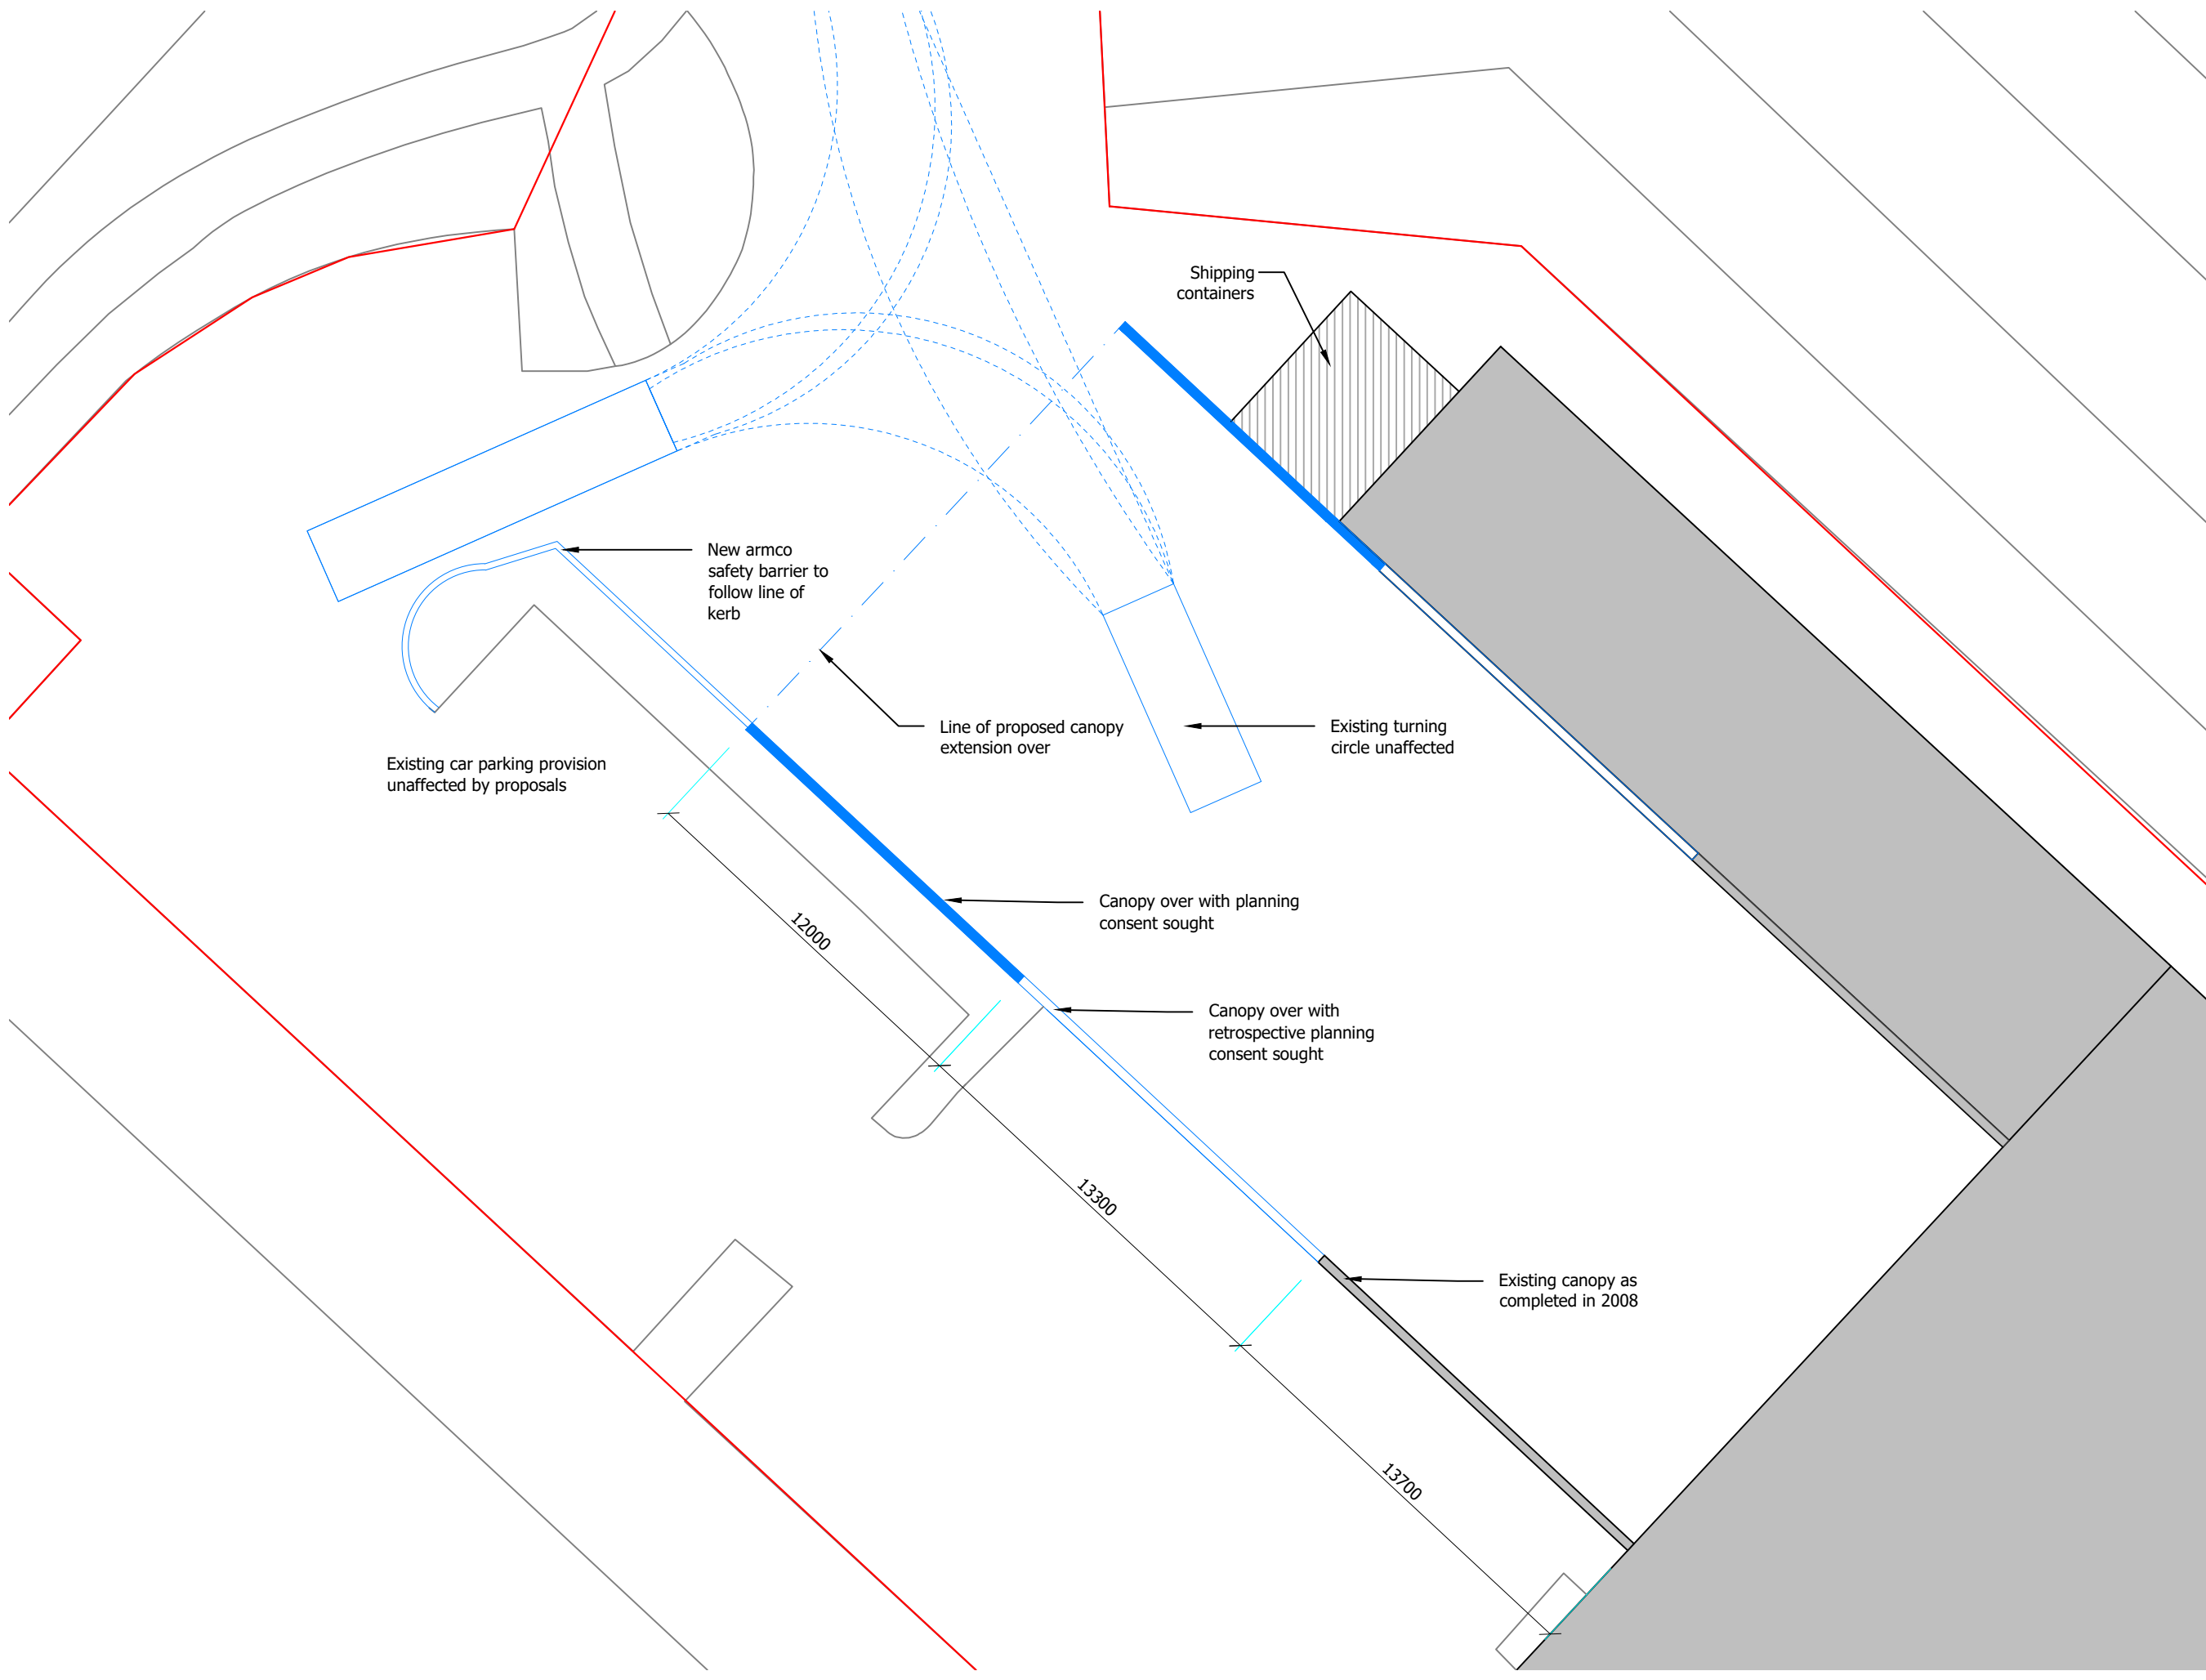 Shipping
containers
New armco
safety barrier to
follow line of
kerb
Line of proposed canopy
extension over
Existing turning
circle unaffected
Existing car parking provision
unaffected by proposals
Canopy over with planning
consent sought
12000
Canopy over with
retrospective planning
consent sought
13300
Existing canopy as
completed in 2008
13700